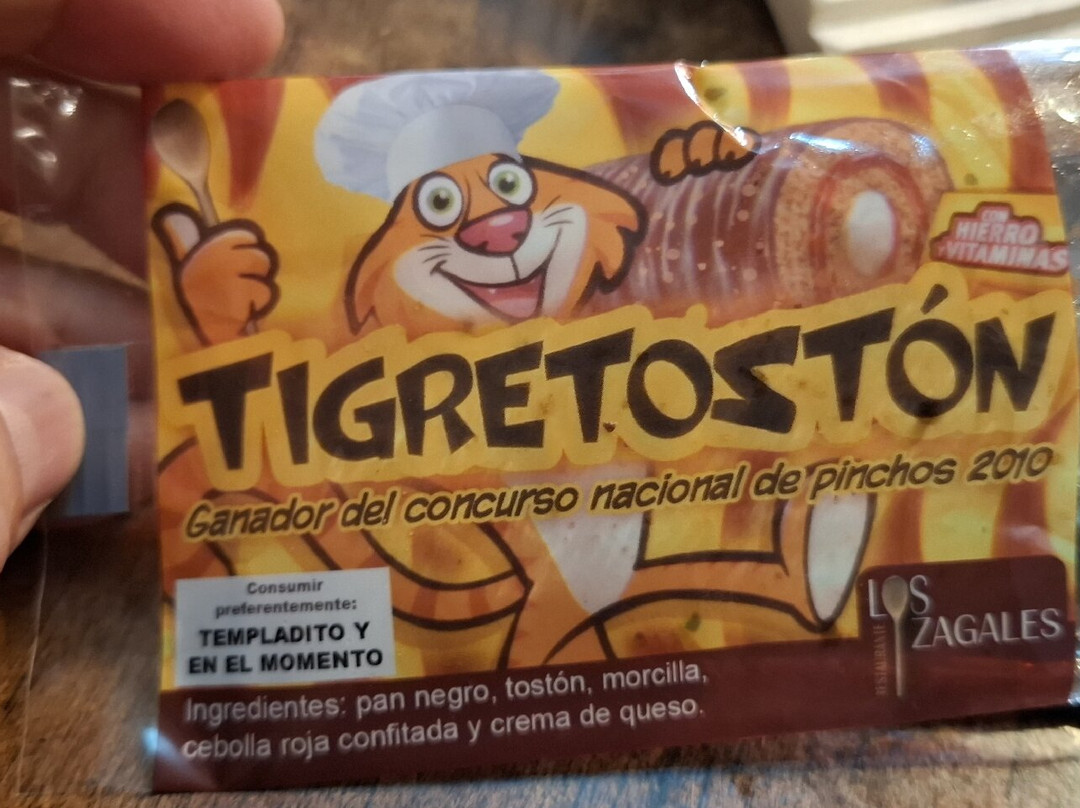 CON
HIERRO
+VITAMINAS
TIGRETOSTÓN
Ganador del concurso nacional de pinchos 2010
Consumir
preferentemente:
TEMPLADITO Y
EN EL MOMENTO
RESTAURANTE
LOS
ZAGALES
Ingredientes: pan negro, tostón, morcilla,
cebolla roja confitada y crema de queso.